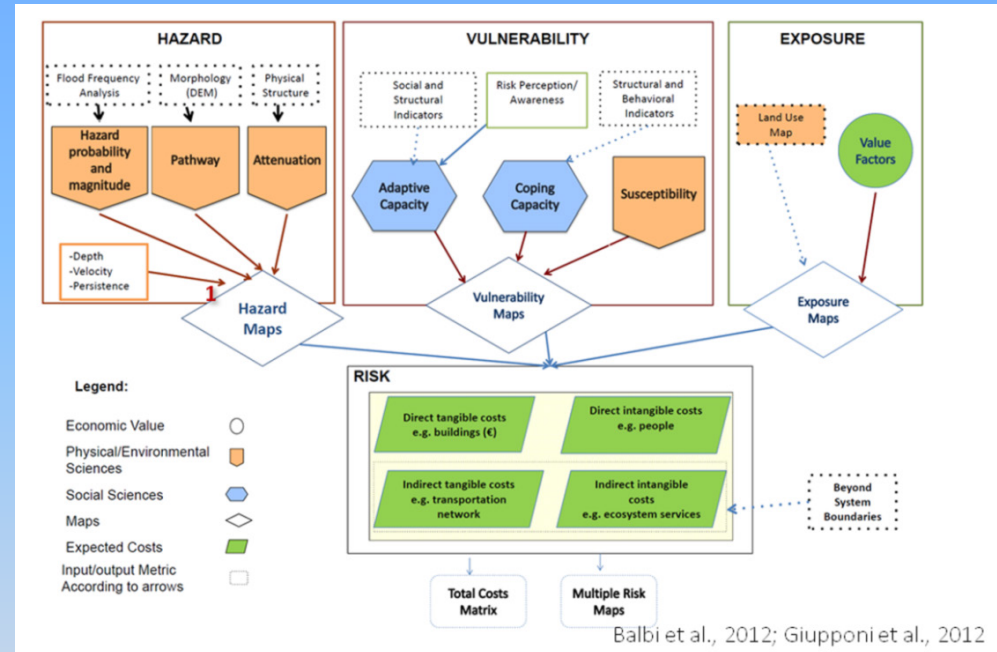 HAZARD
Flood Frequency
Analysis
Morphology
(DEM)
Physical
Structure
Hazard
probability
and
magnitude
Pathway
Attenuation
-Depth
-Velocity
-Persistence
1
Hazard
Maps
VULNERABILITY
Social and
Structural
Indicators
Risk Perception/
Awareness
Structural and
Behavioral
Indicators
Adaptive
Capacity
Coping
Capacity
Susceptibility
Vulnerability
Maps
EXPOSURE
Land Use
Map
Value
Factors
Exposure
Maps
RISK
Direct tangible costs
e.g. buildings (€)
Direct intangible costs
e.g. people
Indirect tangible costs
e.g. transportation
network
Indirect intangible
costs
e.g. ecosystem services
Beyond
System
Boundaries
Total Costs
Matrix
Multiple Risk
Maps
Legend:
Economic Value
Physical/Environmental
Sciences
Social Sciences
Maps
Expected Costs
Input/output Metric
According to arrows
Balbi et al., 2012; Giupponi et al., 2012